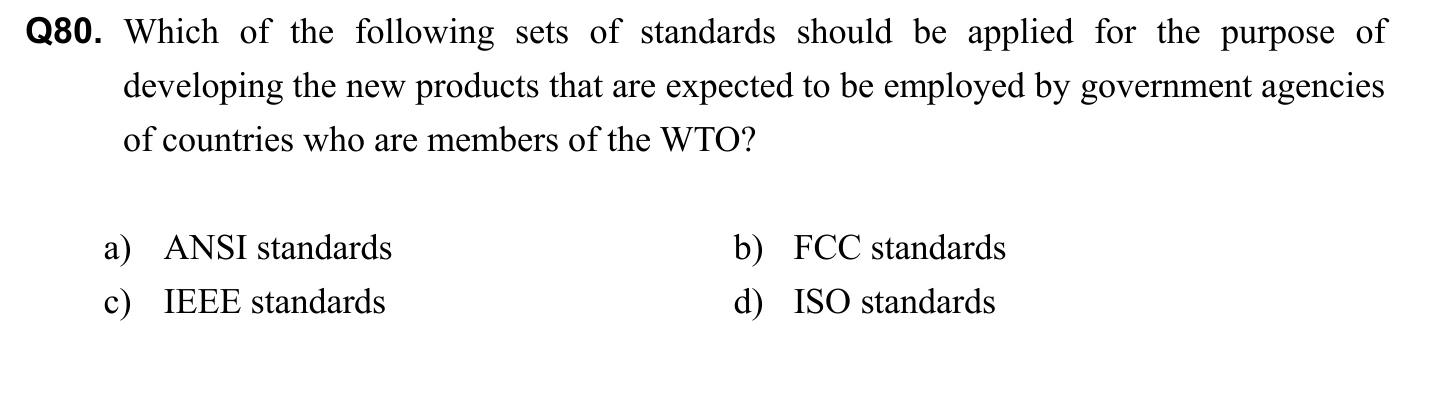 Q80. Which of the following sets of standards should be applied for the purpose of
developing the new products that are expected to be employed by government agencies
of countries who are members of the WTO?
a) ANSI standards b) FCC standards
c) IEEE standards d) ISO standards